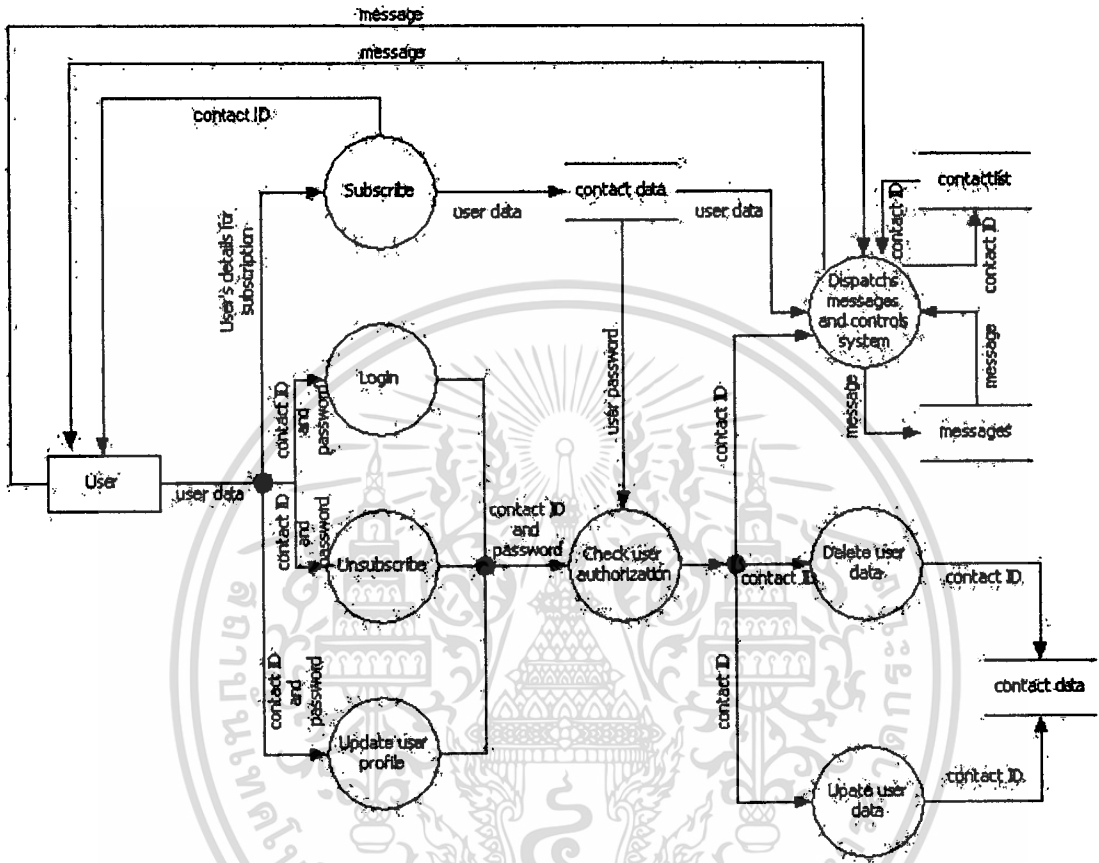 message
message
contact ID
Subscribe
user data
contact data
user data
contactlist
contact ID
contact ID
User's details for
subscription
Dispatchs
messages
and controls
system
message
message
messages
Login
contact ID
and
password
user password
contact ID
User
user data
contact ID
and
password
Unsubscribe
contact ID
and
password
Check user
authorization
contact ID
Delete user
data
contact ID
contact data
contact ID
and
password
Update user
profile
contact ID
Upate user
data
contact ID